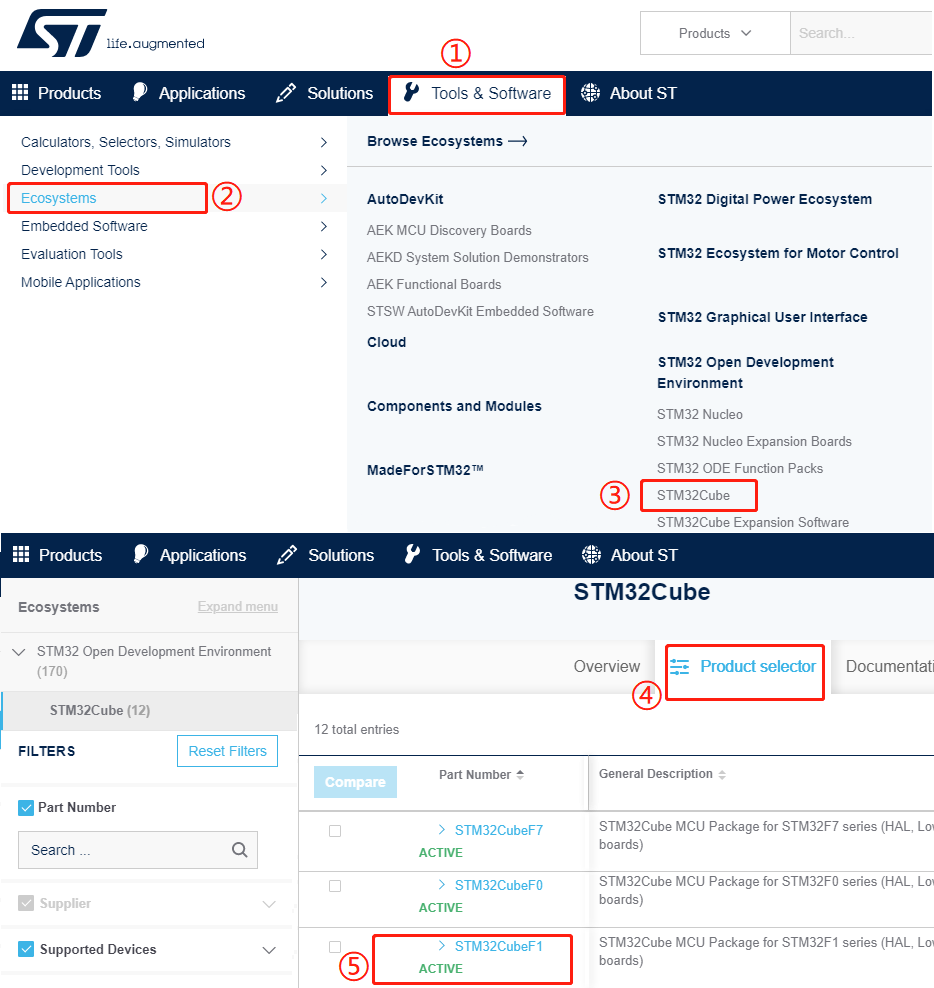 ST life.augmented
Products
Search...
①
Products
Applications
Solutions
Tools & Software
About ST
Calculators, Selectors, Simulators
Development Tools
Ecosystems
②
Embedded Software
Evaluation Tools
Mobile Applications
Browse Ecosystems
AutoDevKit
AEK MCU Discovery Boards
AEKD System Solution Demonstrators
AEK Functional Boards
STSW AutoDevKit Embedded Software
Cloud
Components and Modules
MadeForSTM32™
STM32 Digital Power Ecosystem
STM32 Ecosystem for Motor Control
STM32 Graphical User Interface
STM32 Open Development
Environment
STM32 Nucleo
STM32 Nucleo Expansion Boards
STM32 ODE Function Packs
③
STM32Cube
STM32Cube Expansion Software
Products
Applications
Solutions
Tools & Software
About ST
Ecosystems
Expand menu
STM32 Open Development Environment
(170)
STM32Cube (12)
FILTERS
Reset Filters
Part Number
Search ...
Supplier
Supported Devices
STM32Cube
Overview
④
Product selector
Documentati
12 total entries
Compare
Part Number
General Description
STM32CubeF7
ACTIVE
STM32Cube MCU Package for STM32F7 series (HAL, Lo
boards)
STM32CubeF0
ACTIVE
STM32Cube MCU Package for STM32F0 series (HAL, Lo
boards)
⑤
STM32CubeF1
ACTIVE
STM32Cube MCU Package for STM32F1 series (HAL, Lo
boards)